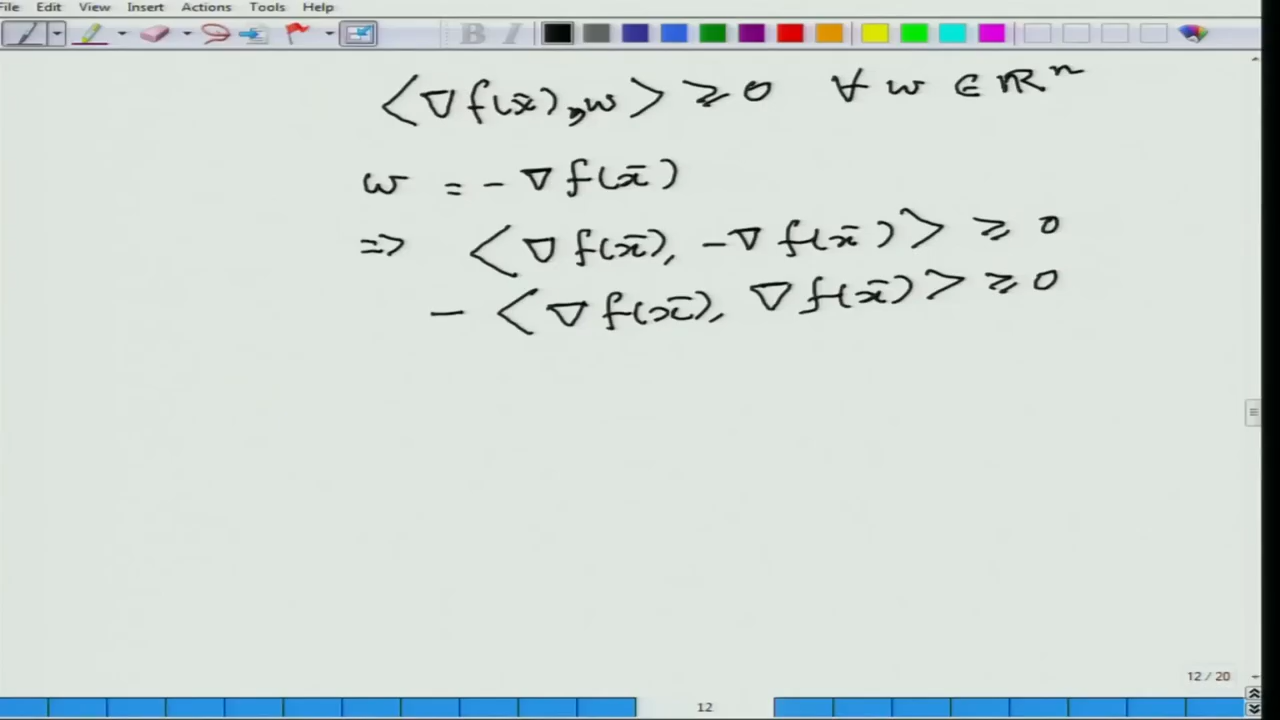 File Edit View Insert Actions Tools Help
B I
⟨∇f(x̄), w⟩ ≥ 0 ∀ w ∈ ℝⁿ
w = -∇f(x̄)
⇒ ⟨∇f(x̄), -∇f(x̄)⟩ ≥ 0
- ⟨∇f(x̄), ∇f(x̄)⟩ ≥ 0
12 / 20
12